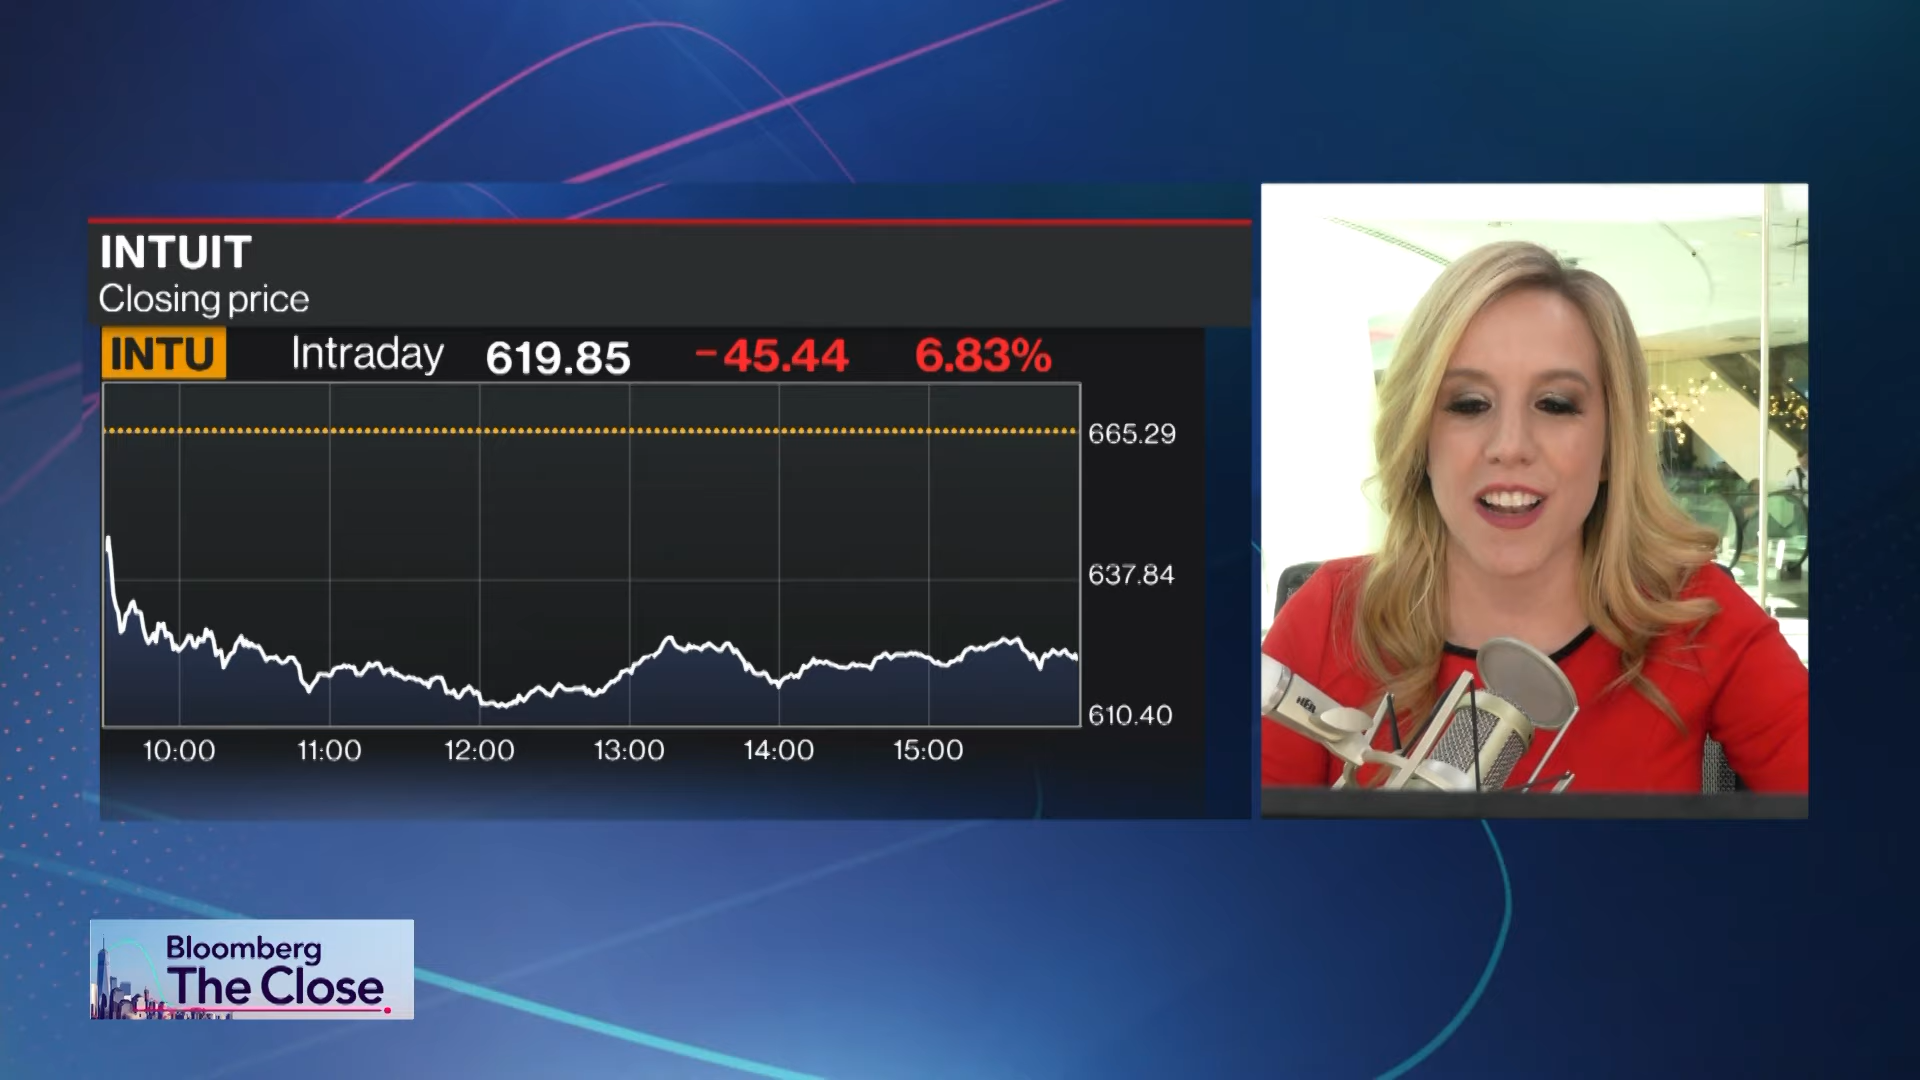 INTUIT
Closing price
INTU Intraday 619.85 -45.44 6.83%
665.29
637.84
610.40
10:00 11:00 12:00 13:00 14:00 15:00
Bloomberg
The Close